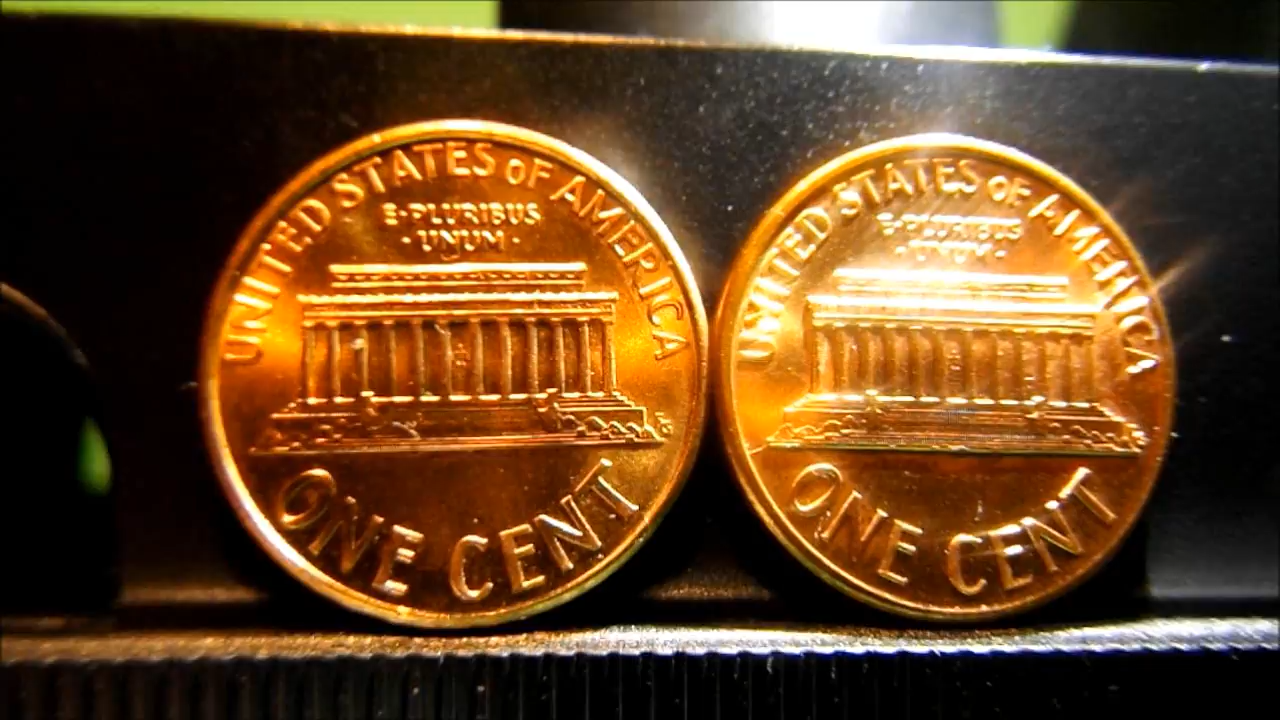 UNITED STATES OF AMERICA
E·PLURIBUS
·UNUM·
ONE CENT
UNITED STATES OF AMERICA
E·PLURIBUS
·UNUM·
ONE CENT